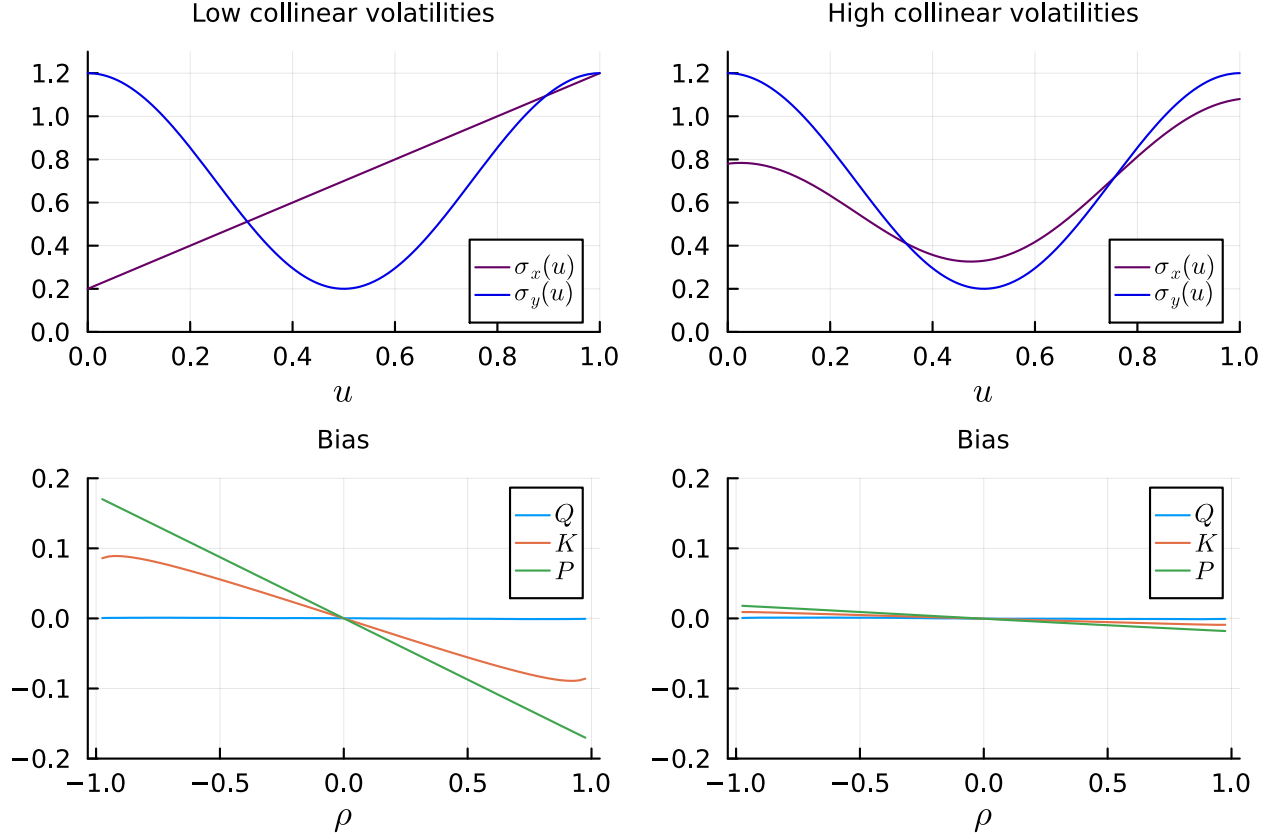 Low collinear volatilities
1.2
1.0
0.8
0.6
0.4
0.2
0.0
σx(u)
σy(u)
0.0 0.2 0.4 0.6 0.8 1.0
u
High collinear volatilities
1.2
1.0
0.8
0.6
0.4
0.2
0.0
σx(u)
σy(u)
0.0 0.2 0.4 0.6 0.8 1.0
u
Bias
0.2
0.1
0.0
−0.1
−0.2
Q
K
P
−1.0 −0.5 0.0 0.5 1.0
ρ
Bias
0.2
0.1
0.0
−0.1
−0.2
Q
K
P
−1.0 −0.5 0.0 0.5 1.0
ρ